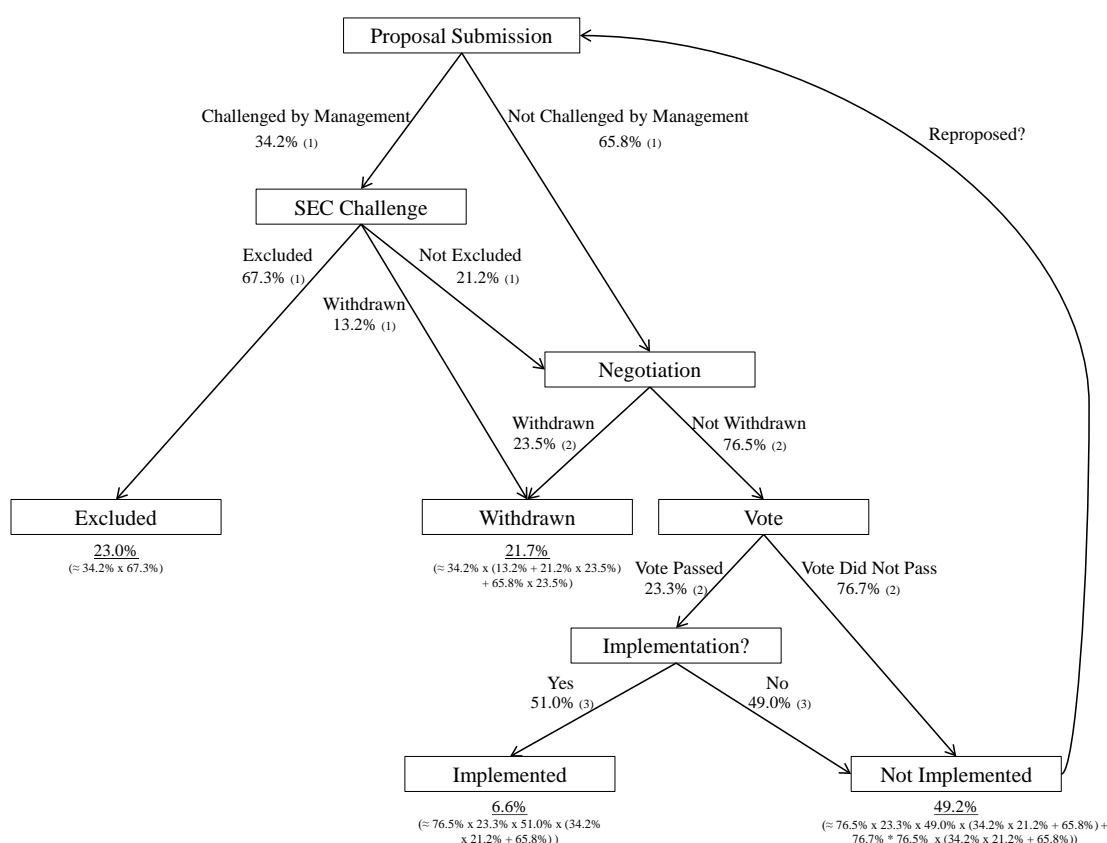 Proposal Submission
Challenged by Management
34.2% (1)
Not Challenged by Management
65.8% (1)
Reproposed?
SEC Challenge
Excluded
67.3% (1)
Not Excluded
21.2% (1)
Withdrawn
13.2% (1)
Negotiation
Withdrawn
23.5% (2)
Not Withdrawn
76.5% (2)
Excluded
23.0%
(≈ 34.2% x 67.3%)
Withdrawn
21.7%
(≈ 34.2% x (13.2% + 21.2% x 23.5%)
+ 65.8% x 23.5%)
Vote
Vote Passed
23.3% (2)
Vote Did Not Pass
76.7% (2)
Implementation?
Yes
51.0% (3)
No
49.0% (3)
Implemented
6.6%
(≈ 76.5% x 23.3% x 51.0% x (34.2%
x 21.2% + 65.8%) )
Not Implemented
49.2%
(≈ 76.5% x 23.3% x 49.0% x (34.2% x 21.2% + 65.8%) +
76.7% * 76.5%  x (34.2% x 21.2% + 65.8%))